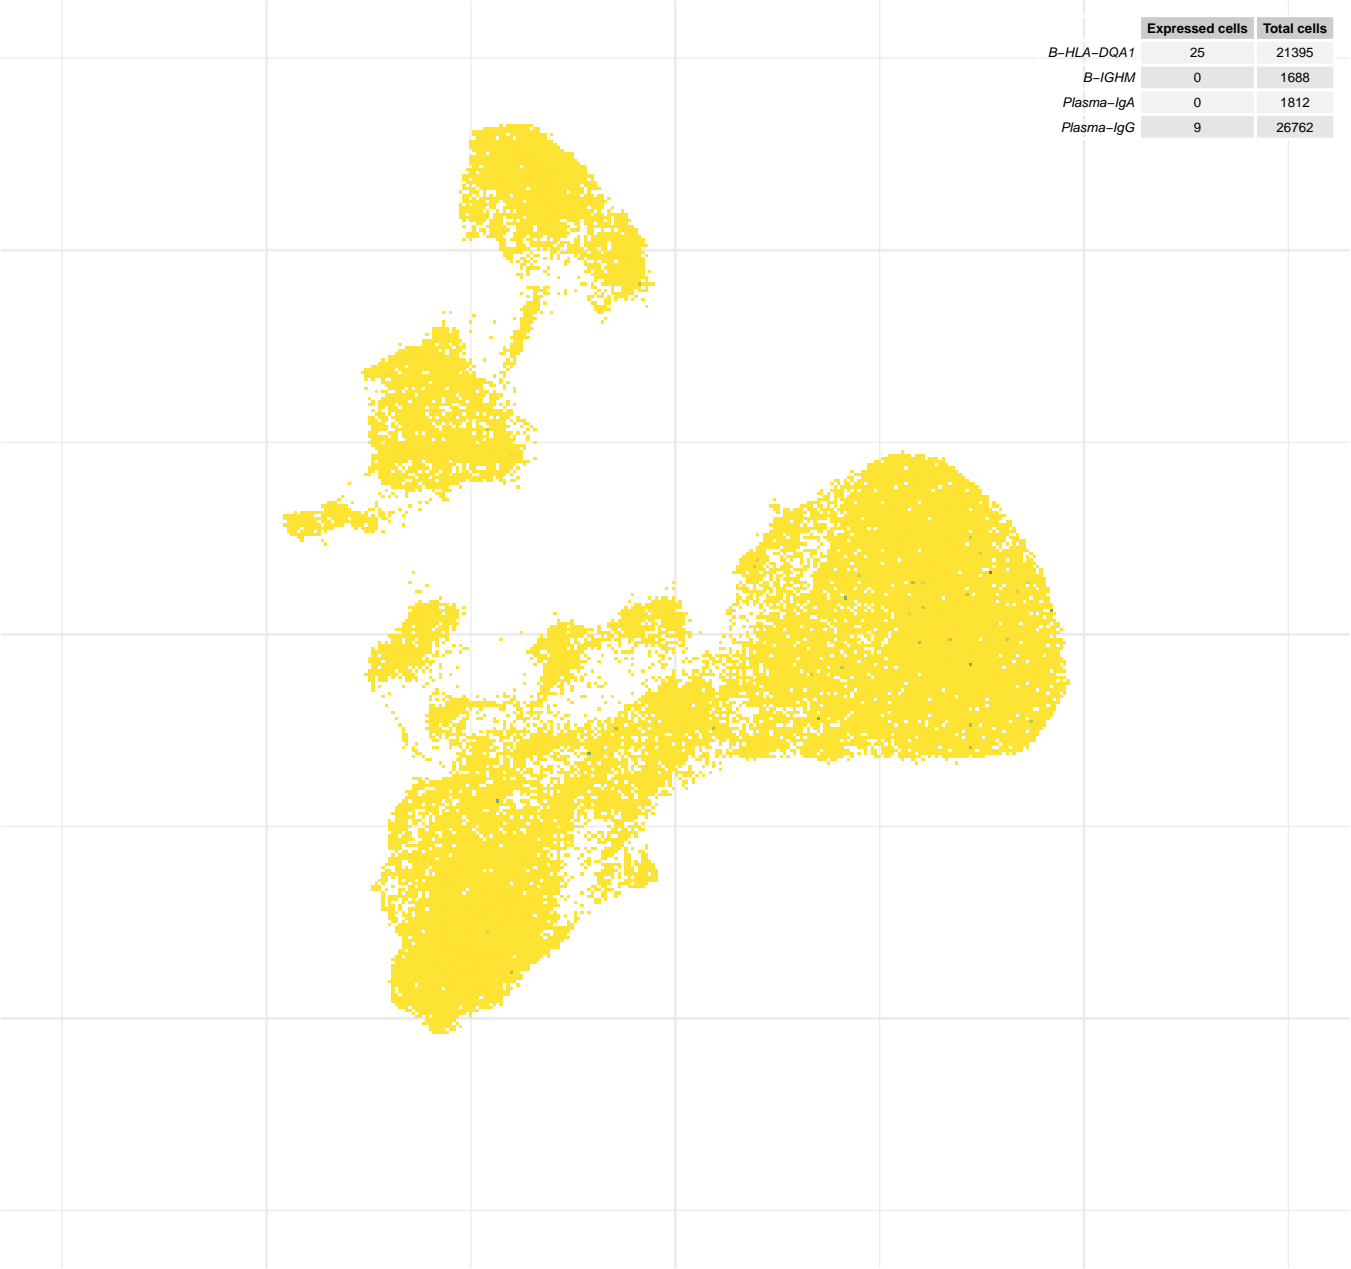 Expressed cells Total cells
B−HLA−DQA1 25 21395
B−IGHM 0 1688
Plasma−IgA 0 1812
Plasma−IgG 9 26762